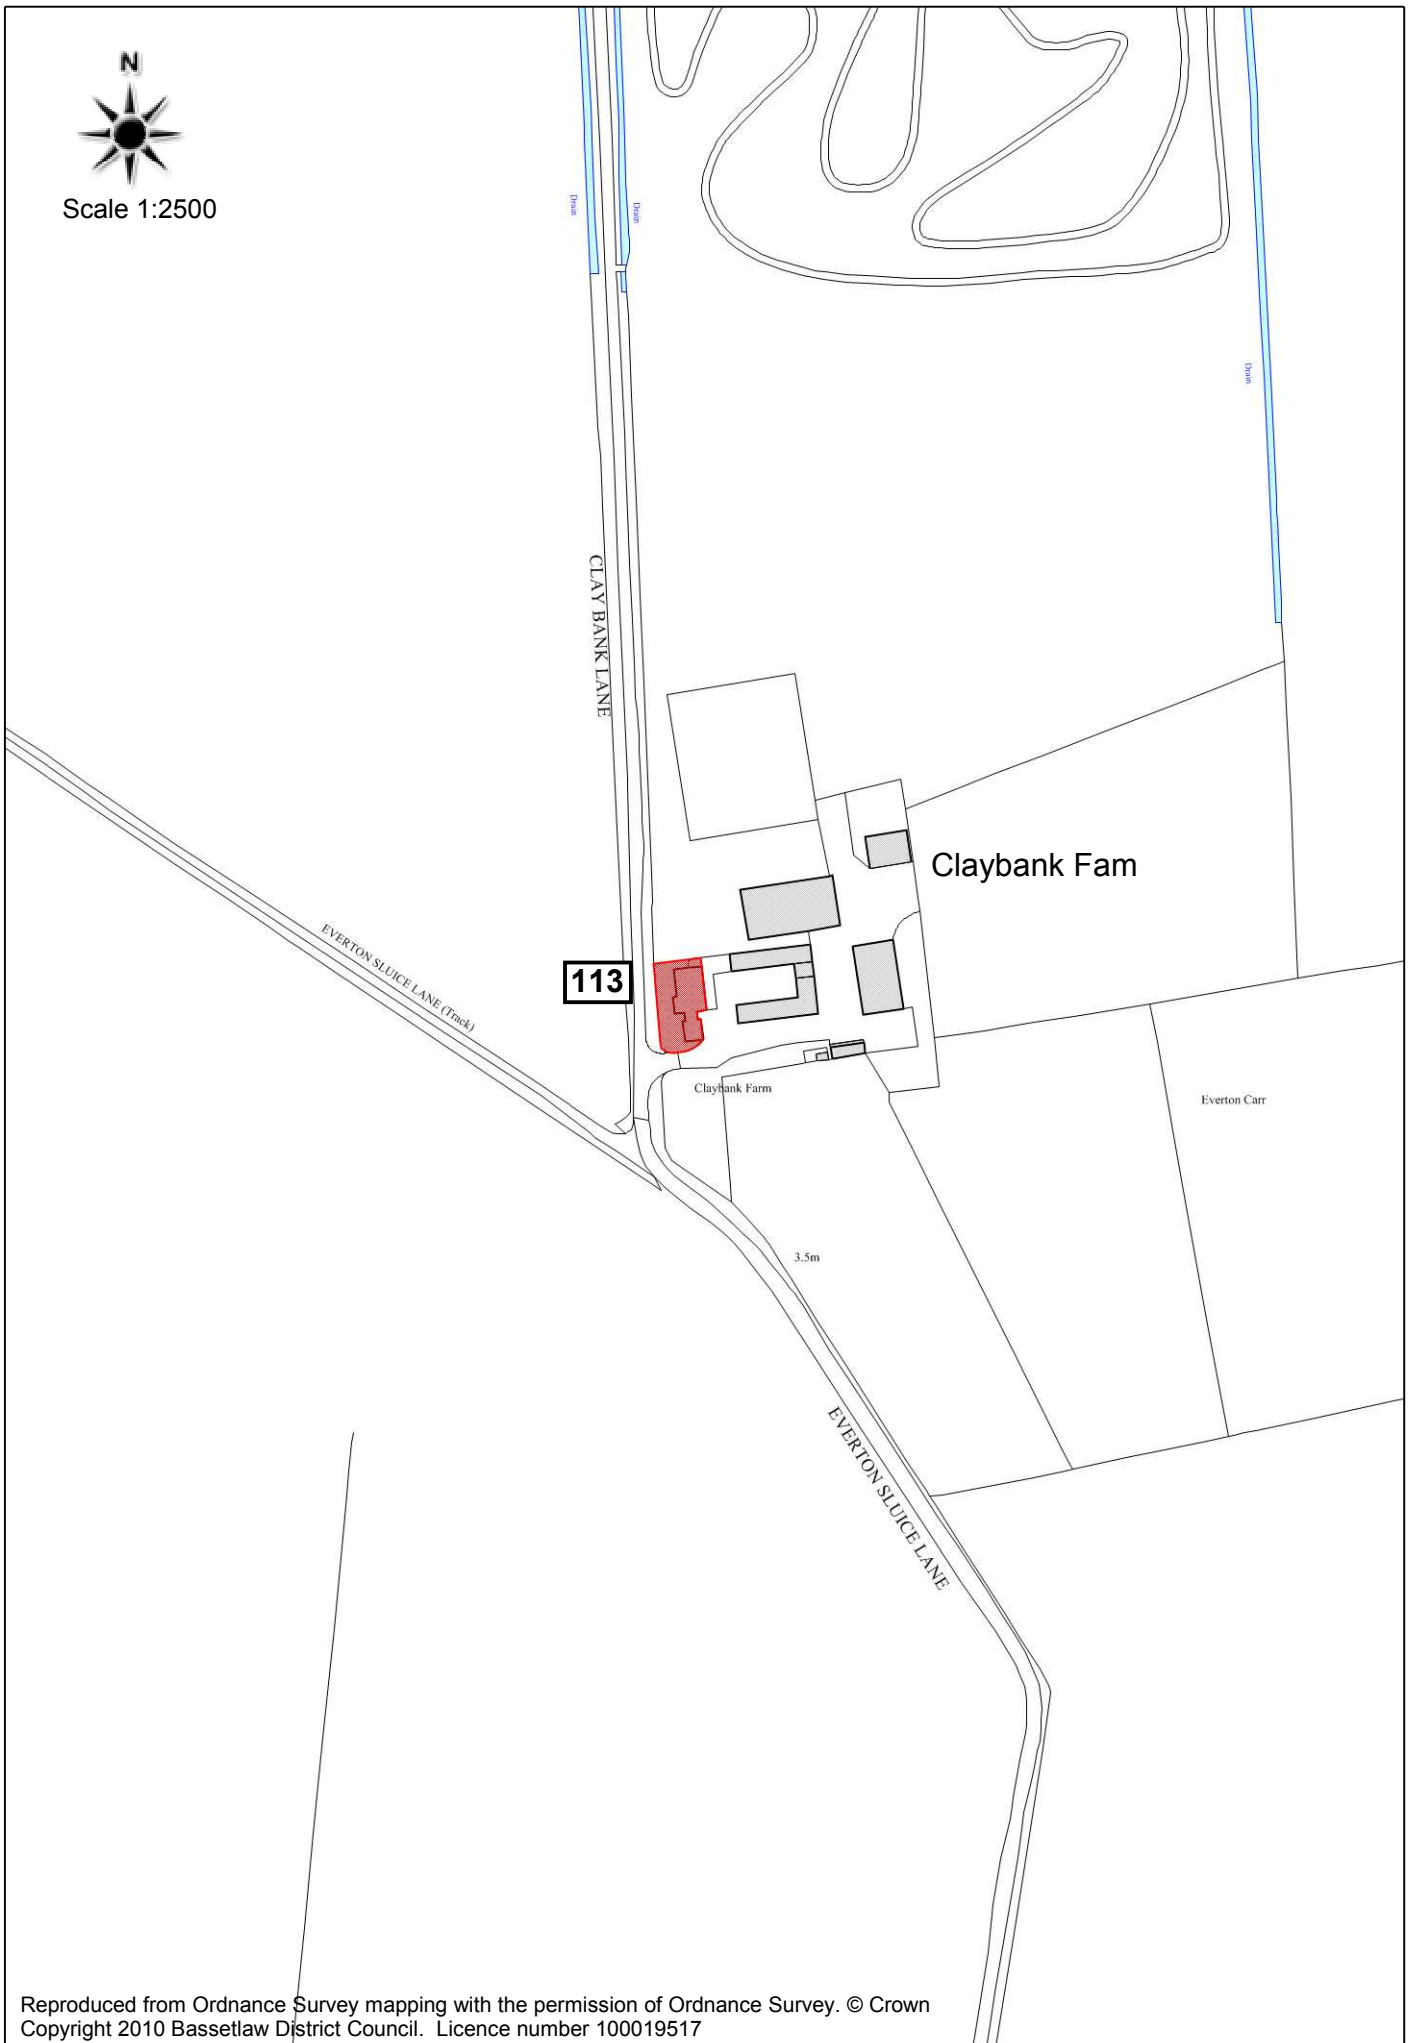 N
Scale 1:2500
Drain
Drain
Drain
CLAY BANK LANE
Claybank Fam
EVERTON SLUICE LANE (Track)
113
Claybank Farm
Everton Carr
3.5m
EVERTON SLUICE LANE
Reproduced from Ordnance Survey mapping with the permission of Ordnance Survey. © Crown
Copyright 2010 Bassetlaw District Council.  Licence number 100019517